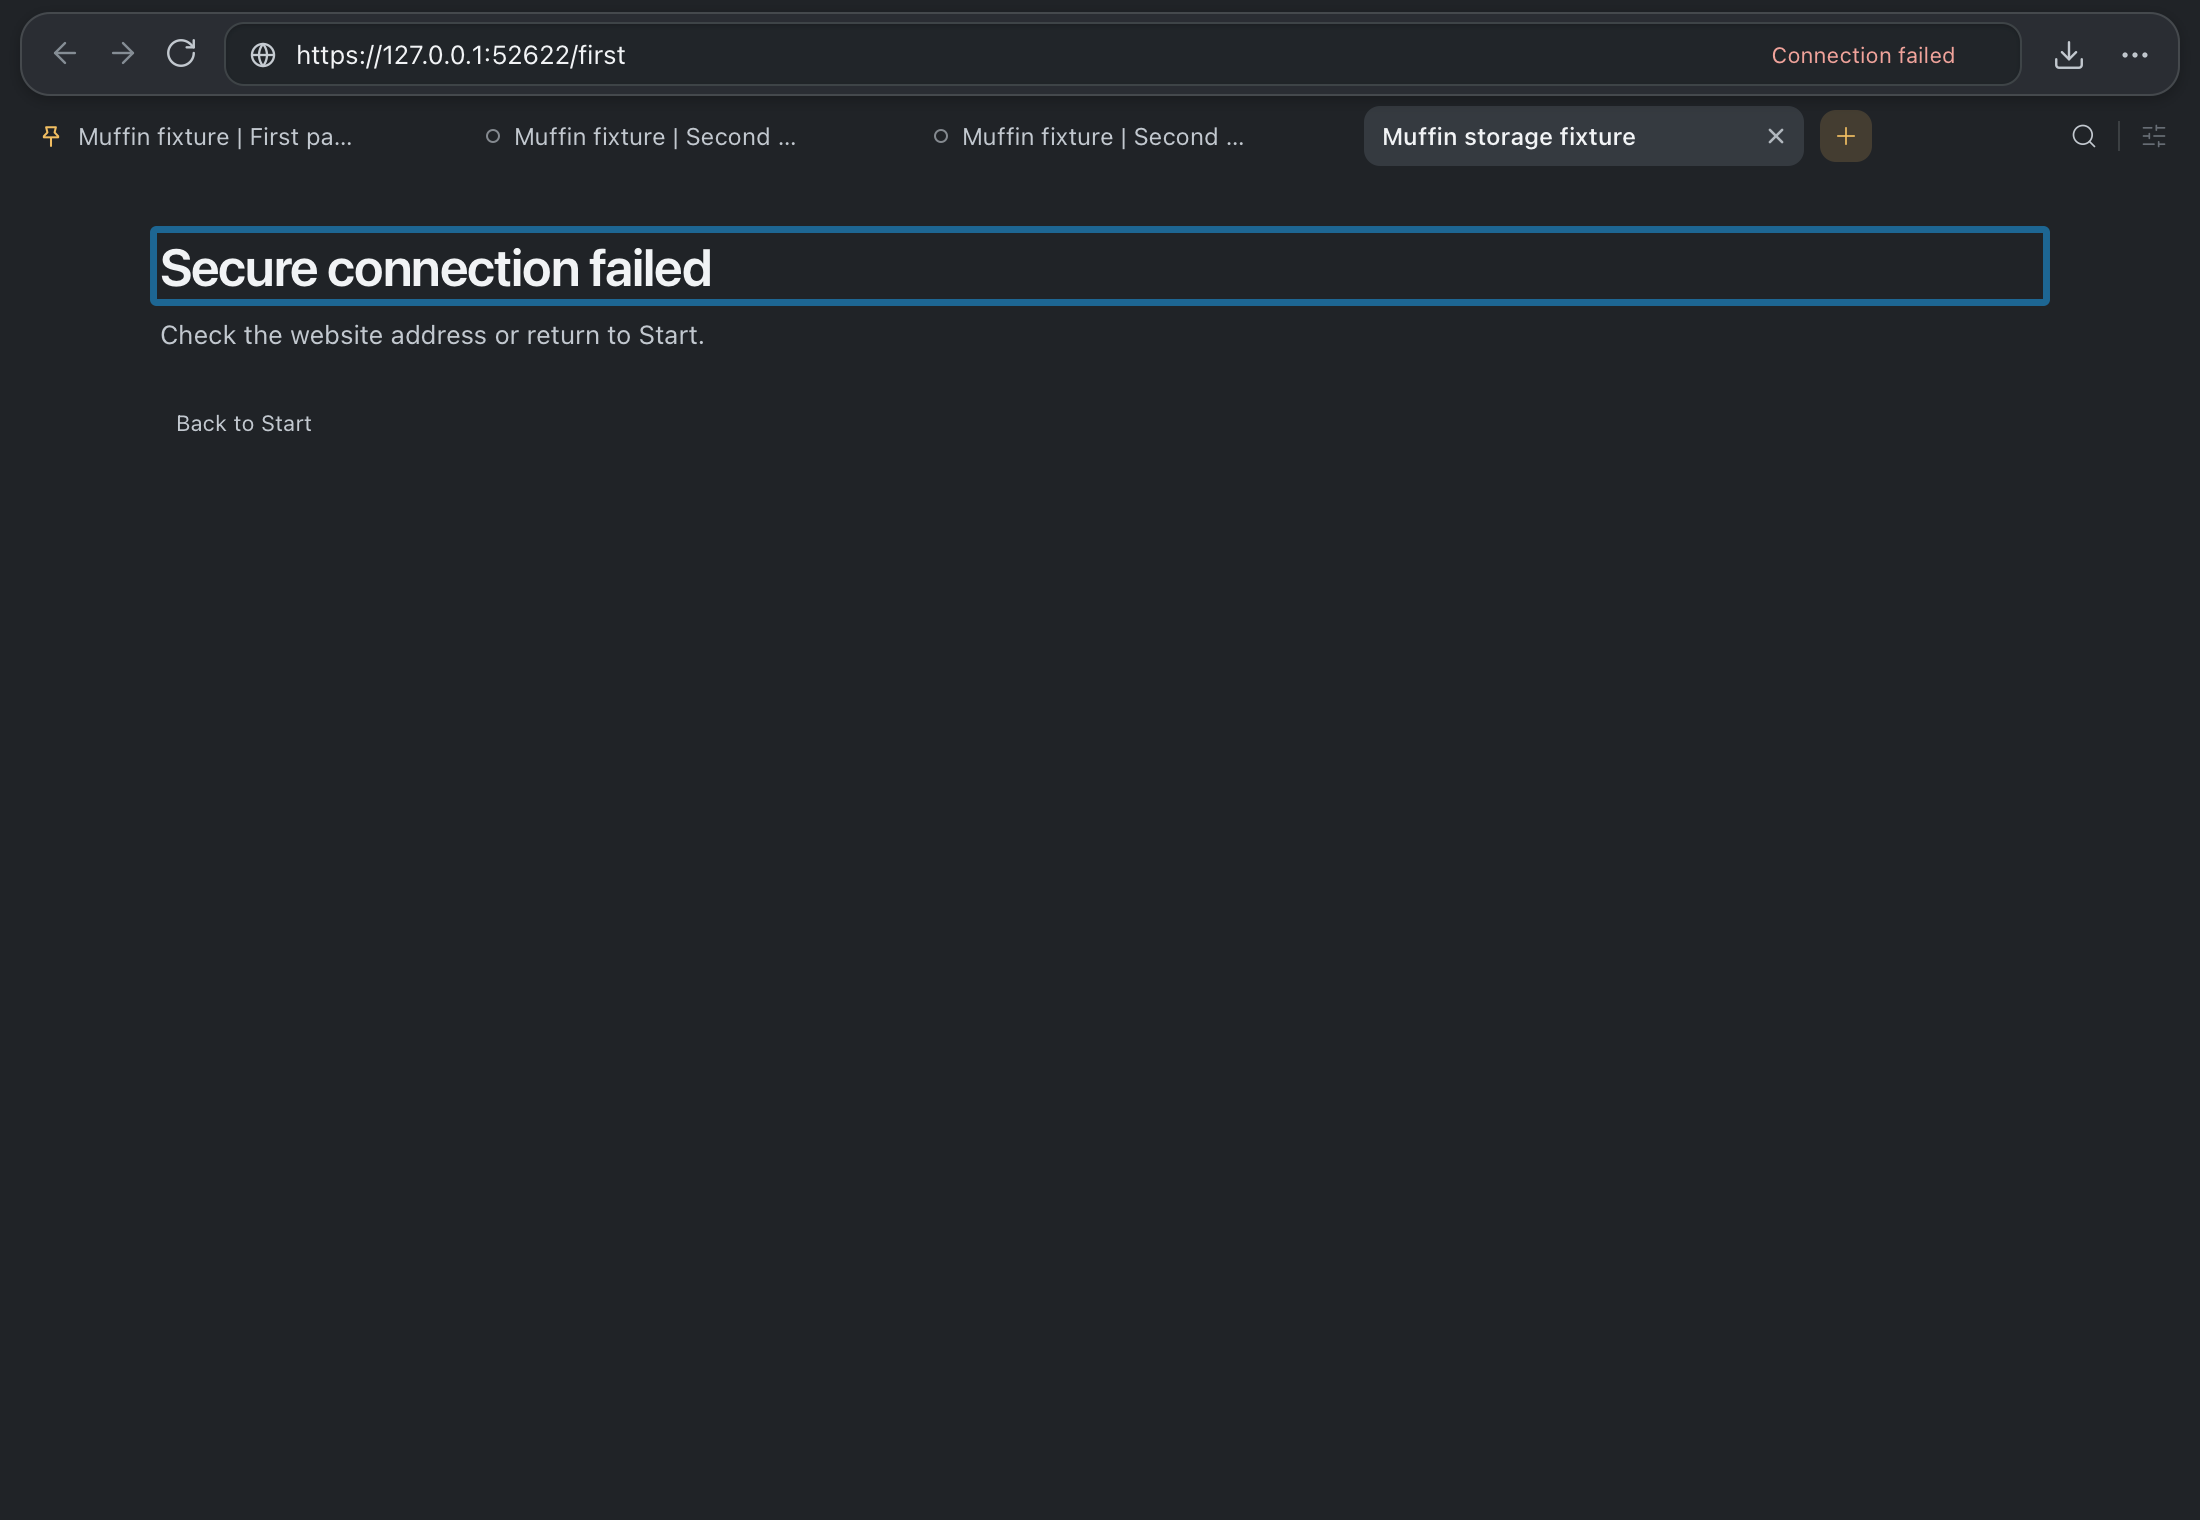 https://127.0.0.1:52622/first
Connection failed
Muffin fixture | First pa...
Muffin fixture | Second ...
Muffin fixture | Second ...
Muffin storage fixture
Secure connection failed
Check the website address or return to Start.
Back to Start